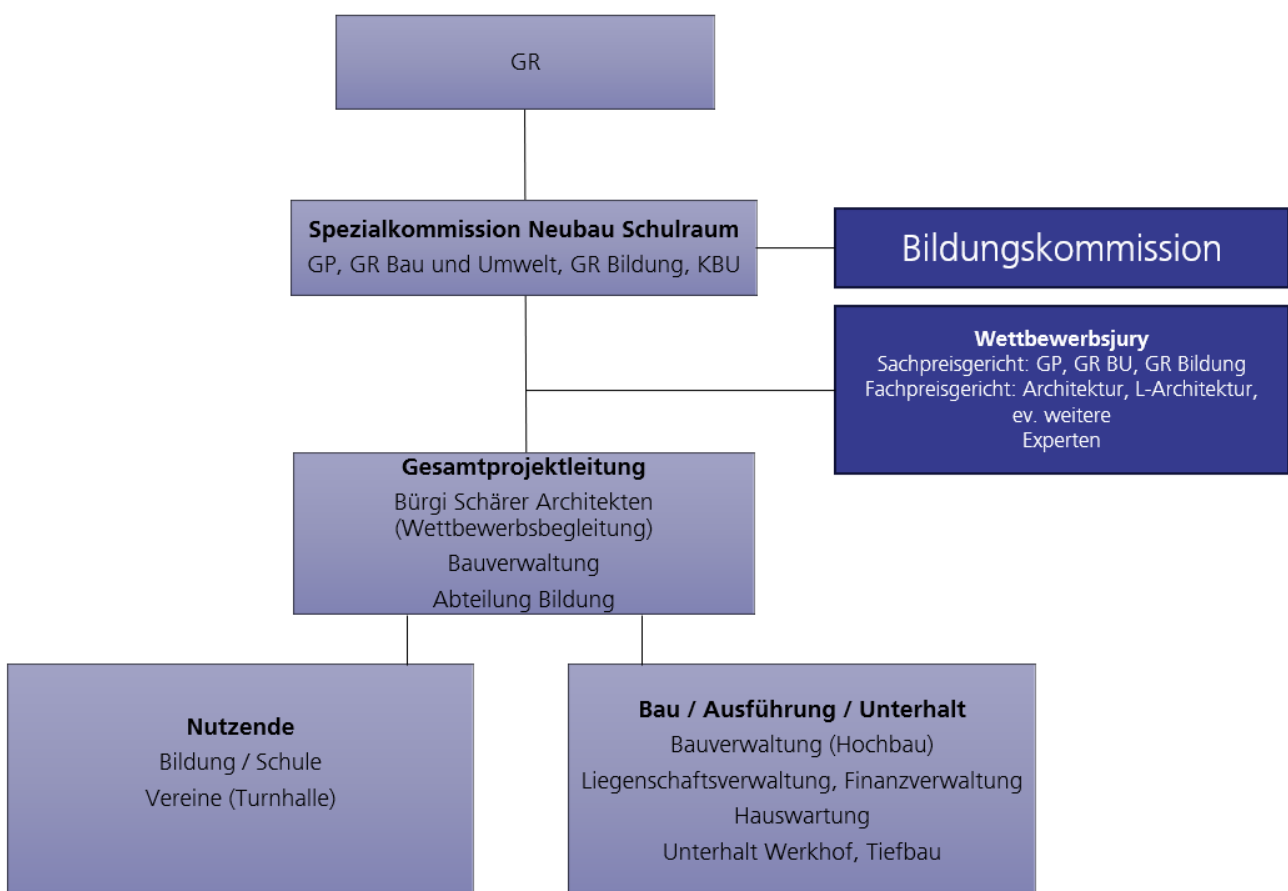 GR
Spezialkommission Neubau Schulraum
GP, GR Bau und Umwelt, GR Bildung, KBU
Bildungskommission
Wettbewerbsjury
Sachpreisgericht: GP, GR BU, GR Bildung
Fachpreisgericht: Architektur, L-Architektur,
ev. weitere
Experten
Gesamtprojektleitung
Bürgi Schärer Architekten
(Wettbewerbsbegleitung)
Bauverwaltung
Abteilung Bildung
Nutzende
Bildung / Schule
Vereine (Turnhalle)
Bau / Ausführung / Unterhalt
Bauverwaltung (Hochbau)
Liegenschaftsverwaltung, Finanzverwaltung
Hauswartung
Unterhalt Werkhof, Tiefbau